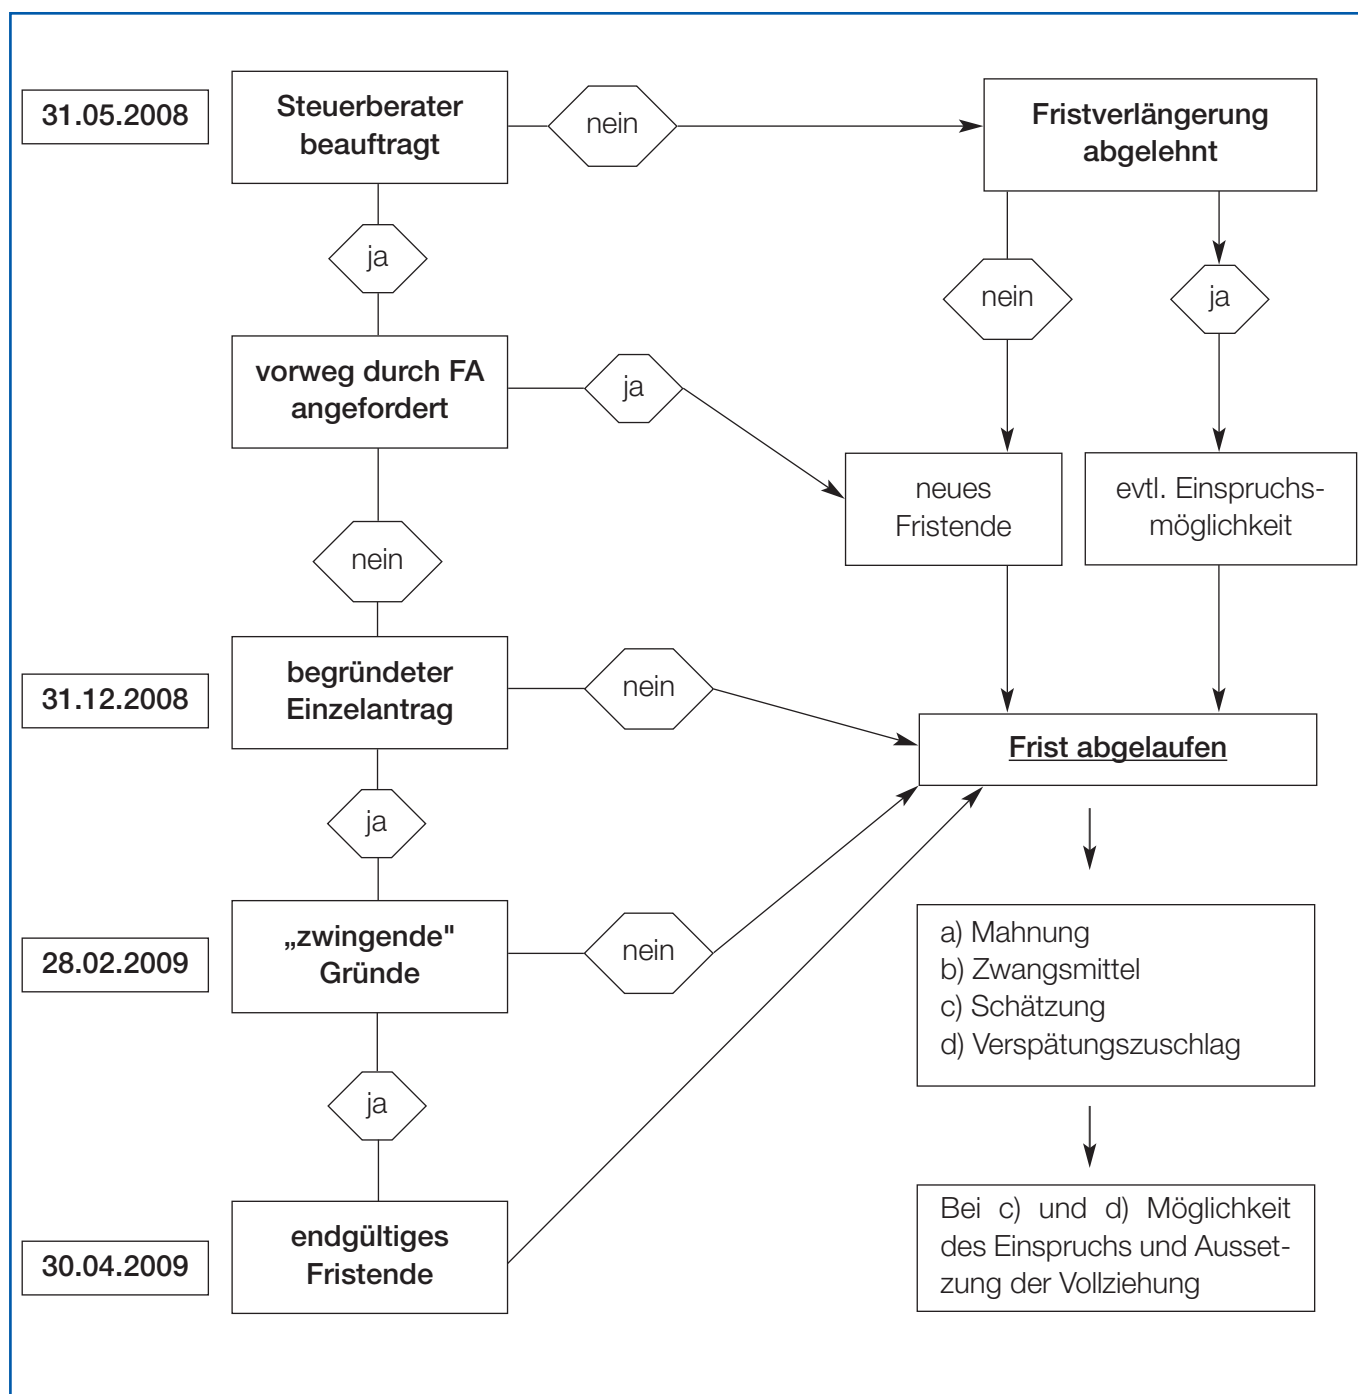 31.05.2008
Steuerberater
beauftragt
nein
Fristverlängerung
abgelehnt
ja
nein
ja
vorweg durch FA
angefordert
ja
neues
Fristende
evtl. Einspruchs-
möglichkeit
nein
31.12.2008
begründeter
Einzelantrag
nein
Frist abgelaufen
ja
28.02.2009
„zwingende"
Gründe
nein
a) Mahnung
b) Zwangsmittel
c) Schätzung
d) Verspätungszuschlag
ja
30.04.2009
endgültiges
Fristende
Bei c) und d) Möglichkeit
des Einspruchs und Ausset-
zung der Vollziehung